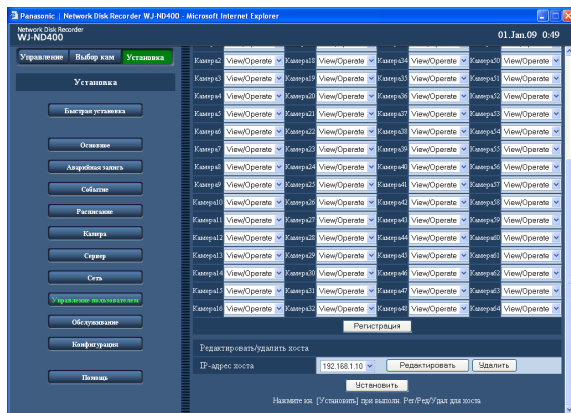 Panasonic | Network Disk Recorder WJ-ND400 - Microsoft Internet Explorer
Network Disk Recorder
WJ-ND400
01.Jan.09 0:49
Управление Выбор кам Установка
Установка
Быстрая установка
Основное
Аварийная запись
Событие
Расписание
Камера
Сервер
Сеть
Управление пользователем
Обслуживание
Конфигурация
Помощь
Камера2 View/Operate Камера18 View/Operate Камера34 View/Operate Камера50 View/Operate
Камера3 View/Operate Камера19 View/Operate Камера35 View/Operate Камера51 View/Operate
Камера4 View/Operate Камера20 View/Operate Камера36 View/Operate Камера52 View/Operate
Камера5 View/Operate Камера21 View/Operate Камера37 View/Operate Камера53 View/Operate
Камера6 View/Operate Камера22 View/Operate Камера38 View/Operate Камера54 View/Operate
Камера7 View/Operate Камера23 View/Operate Камера39 View/Operate Камера55 View/Operate
Камера8 View/Operate Камера24 View/Operate Камера40 View/Operate Камера56 View/Operate
Камера9 View/Operate Камера25 View/Operate Камера41 View/Operate Камера57 View/Operate
Камера10 View/Operate Камера26 View/Operate Камера42 View/Operate Камера58 View/Operate
Камера11 View/Operate Камера27 View/Operate Камера43 View/Operate Камера59 View/Operate
Камера12 View/Operate Камера28 View/Operate Камера44 View/Operate Камера60 View/Operate
Камера13 View/Operate Камера29 View/Operate Камера45 View/Operate Камера61 View/Operate
Камера14 View/Operate Камера30 View/Operate Камера46 View/Operate Камера62 View/Operate
Камера15 View/Operate Камера31 View/Operate Камера47 View/Operate Камера63 View/Operate
Камера16 View/Operate Камера32 View/Operate Камера48 View/Operate Камера64 View/Operate
Регистрация
Редактировать/удалить хоста
IP-адрес хоста 192.168.1.10 Редактировать Удалить
Установить
Нажмите кн. [Установить] при выполн. Рег/Ред/Удал для хоста